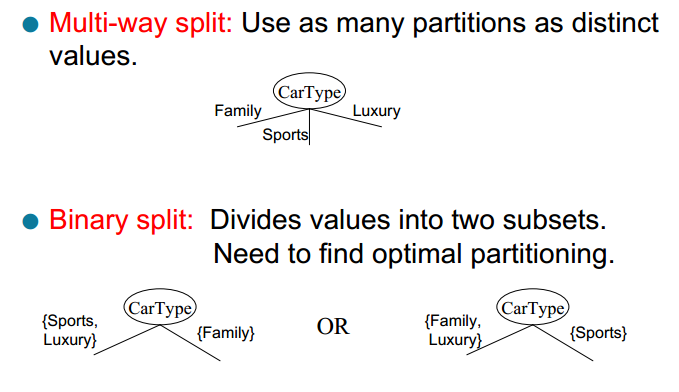 Multi-way split: Use as many partitions as distinct
values.
CarType
Family
Luxury
Sports
Binary split: Divides values into two subsets.
Need to find optimal partitioning.
CarType
{Sports,
Luxury}
{Family}
OR
CarType
{Family,
Luxury}
{Sports}